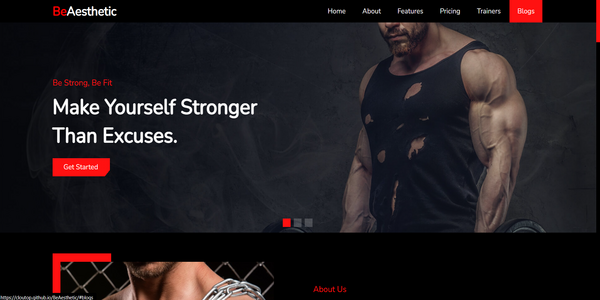 BeAesthetic
Home About Features Pricing Trainers Blogs
Be Strong, Be Fit
Make Yourself Stronger
Than Excuses.
Get Started
About Us
https://cloutop.github.io/BeAesthetic/#blogs